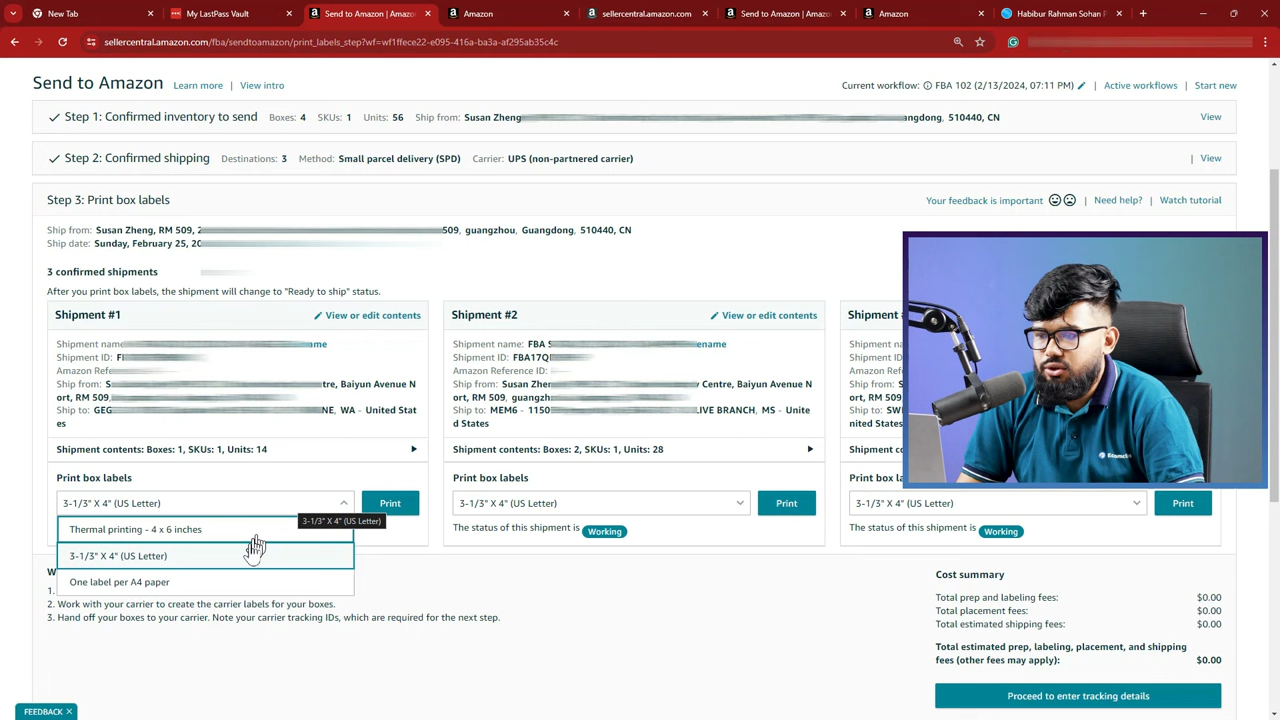 New Tab
My LastPass Vault
Send to Amazon | Amazo
Amazon
sellercentral.amazon.com/
Send to Amazon | Amazo
Amazon
Habibur Rahman Sohan P
sellercentral.amazon.com/fba/sendtoamazon/print_labels_step?wf=wf1ffece22-e095-416a-ba3a-af295ab35c4c
Send to Amazon Learn more | View intro
Current workflow: FBA 102 (2/13/2024, 07:11 PM) | Active workflows | Start new
Step 1: Confirmed inventory to send Boxes: 4 SKUs: 1 Units: 56 Ship from: Susan Zheng angdong, 510440, CN View
Step 2: Confirmed shipping Destinations: 3 Method: Small parcel delivery (SPD) Carrier: UPS (non-partnered carrier) | View
Step 3: Print box labels
Your feedback is important | Need help? | Watch tutorial
Ship from: Susan Zheng, RM 509, 2 509, guangzhou, Guangdong, 510440, CN
Ship date: Sunday, February 25, 20
3 confirmed shipments
After you print box labels, the shipment will change to "Ready to ship" status.
Shipment #1 View or edit contents
Shipment name: name
Shipment ID: F
Amazon Refe
Ship from: S tre, Baiyun Avenue N
ort, RM 509,
Ship to: GEG NE, WA - United Stat
es
Shipment contents: Boxes: 1, SKUs: 1, Units: 14
Print box labels
3-1/3" X 4" (US Letter) Print
3-1/3" X 4" (US Letter)
Thermal printing - 4 x 6 inches
3-1/3" X 4" (US Letter)
One label per A4 paper
Shipment #2 View or edit contents
Shipment name: FBA S ename
Shipment ID: FBA17Q
Amazon Reference ID:
Ship from: Susan Zhen y Centre, Baiyun Avenue N
ort, RM 509, guangzh
Ship to: MEM6 - 1150 LIVE BRANCH, MS - Unite
d States
Shipment contents: Boxes: 2, SKUs: 1, Units: 28
Print box labels
3-1/3" X 4" (US Letter) Print
The status of this shipment is Working
Shipment #
Shipment na
Shipment ID:
Amazon Ref
Ship from: S
ort, RM 509
Ship to: SW
nited States
Shipment co
3-1/3" X 4" (US Letter) Print
The status of this shipment is Working
W
1.
2. Work with your carrier to create the carrier labels for your boxes.
3. Hand off your boxes to your carrier. Note your carrier tracking IDs, which are required for the next step.
Cost summary
Total prep and labeling fees: $0.00
Total placement fees: $0.00
Total estimated shipping fees: $0.00
Total estimated prep, labeling, placement, and shipping
fees (other fees may apply): $0.00
Proceed to enter tracking details
FEEDBACK